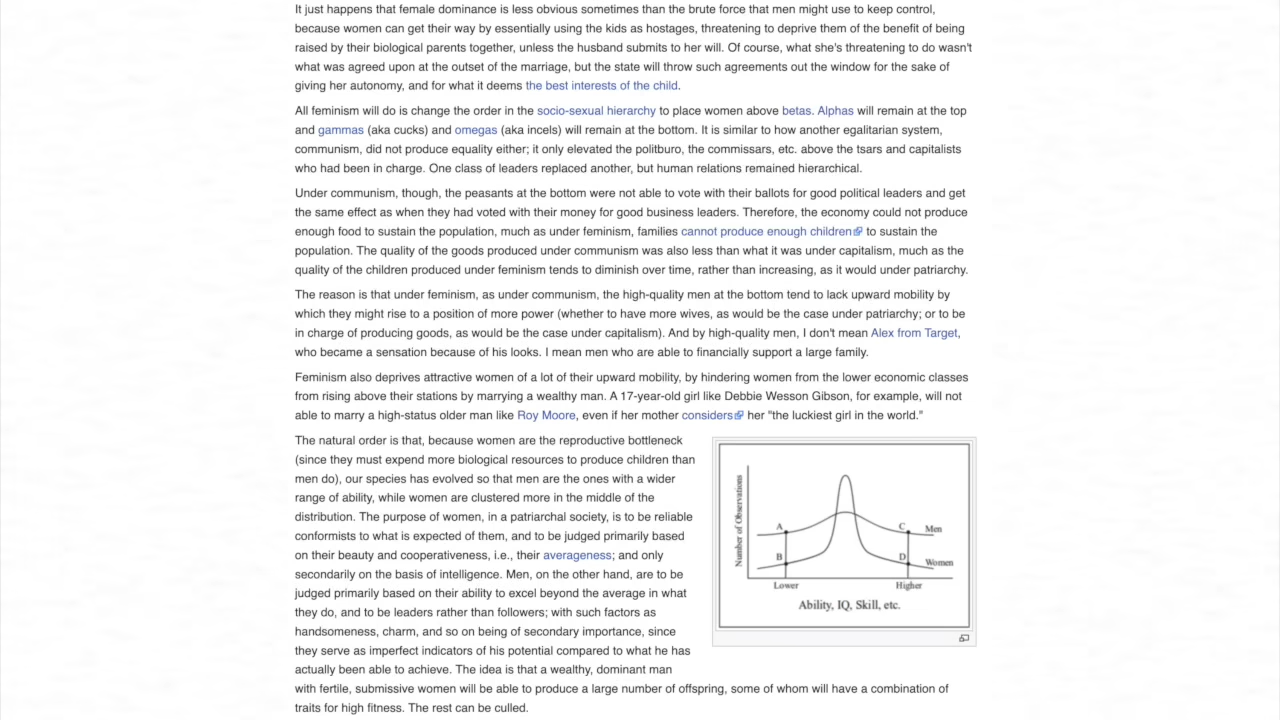 It just happens that female dominance is less obvious sometimes than the brute force that men might use to keep control,
because women can get their way by essentially using the kids as hostages, threatening to deprive them of the benefit of being
raised by their biological parents together, unless the husband submits to her will. Of course, what she's threatening to do wasn't
what was agreed upon at the outset of the marriage, but the state will throw such agreements out the window for the sake of
giving her autonomy, and for what it deems the best interests of the child.
All feminism will do is change the order in the socio-sexual hierarchy to place women above betas. Alphas will remain at the top
and gammas (aka cucks) and omegas (aka incels) will remain at the bottom. It is similar to how another egalitarian system,
communism, did not produce equality either; it only elevated the politburo, the commissars, etc. above the tsars and capitalists
who had been in charge. One class of leaders replaced another, but human relations remained hierarchical.
Under communism, though, the peasants at the bottom were not able to vote with their ballots for good political leaders and get
the same effect as when they had voted with their money for good business leaders. Therefore, the economy could not produce
enough food to sustain the population, much as under feminism, families cannot produce enough children to sustain the
population. The quality of the goods produced under communism was also less than what it was under capitalism, much as the
quality of the children produced under feminism tends to diminish over time, rather than increasing, as it would under patriarchy.
The reason is that under feminism, as under communism, the high-quality men at the bottom tend to lack upward mobility by
which they might rise to a position of more power (whether to have more wives, as would be the case under patriarchy; or to be
in charge of producing goods, as would be the case under capitalism). And by high-quality men, I don't mean Alex from Target,
who became a sensation because of his looks. I mean men who are able to financially support a large family.
Feminism also deprives attractive women of a lot of their upward mobility, by hindering women from the lower economic classes
from rising above their stations by marrying a wealthy man. A 17-year-old girl like Debbie Wesson Gibson, for example, will not
able to marry a high-status older man like Roy Moore, even if her mother considers her "the luckiest girl in the world."
The natural order is that, because women are the reproductive bottleneck
(since they must expend more biological resources to produce children than
men do), our species has evolved so that men are the ones with a wider
range of ability, while women are clustered more in the middle of the
distribution. The purpose of women, in a patriarchal society, is to be reliable
conformists to what is expected of them, and to be judged primarily based
on their beauty and cooperativeness, i.e., their averageness; and only
secondarily on the basis of intelligence. Men, on the other hand, are to be
judged primarily based on their ability to excel beyond the average in what
they do, and to be leaders rather than followers; with such factors as
handsomeness, charm, and so on being of secondary importance, since
they serve as imperfect indicators of his potential compared to what he has
actually been able to achieve. The idea is that a wealthy, dominant man
with fertile, submissive women will be able to produce a large number of offspring, some of whom will have a combination of
traits for high fitness. The rest can be culled.
Number of Observations
A
C
Men
B
D
Women
Lower
Higher
Ability, IQ, Skill, etc.